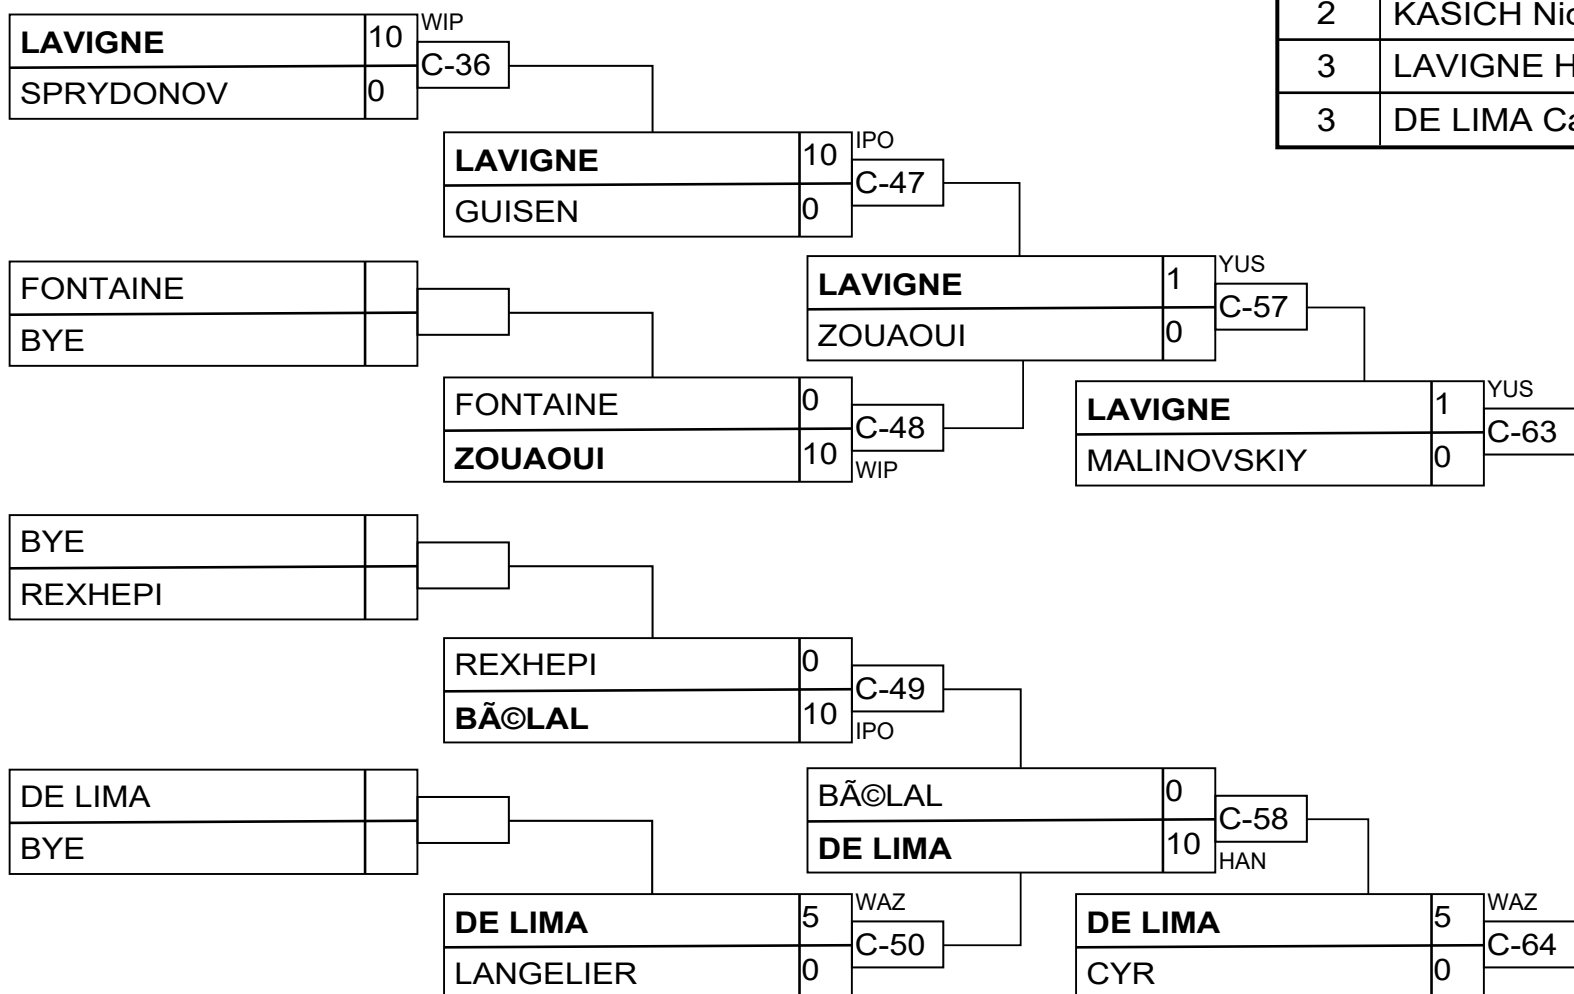 2 KASICH Nic
3 LAVIGNE H
3 DE LIMA Ca
WIP
LAVIGNE 10
C-36
SPRYDONOV 0
IPO
LAVIGNE 10
C-47
GUISEN 0
FONTAINE
BYE
YUS
LAVIGNE 1
C-57
ZOUAOUI 0
FONTAINE 0
C-48
ZOUAOUI 10
WIP
YUS
LAVIGNE 1
C-63
MALINOVSKIY 0
BYE
REXHEPI
REXHEPI 0
C-49
BÃ©LAL 10
IPO
DE LIMA
BYE
BÃ©LAL 0
C-58
DE LIMA 10
HAN
WAZ
DE LIMA 5
C-50
LANGELIER 0
WAZ
DE LIMA 5
C-64
CYR 0